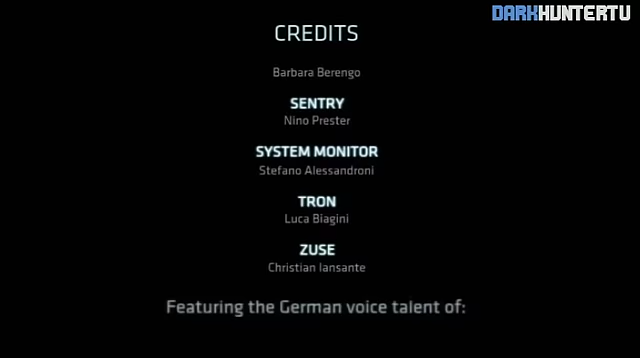 DARKHUNTERTU
CREDITS
Barbara Berengo
SENTRY
Nino Prester
SYSTEM MONITOR
Stefano Alessandroni
TRON
Luca Biagini
ZUSE
Christian Iansante
Featuring the German voice talent of: